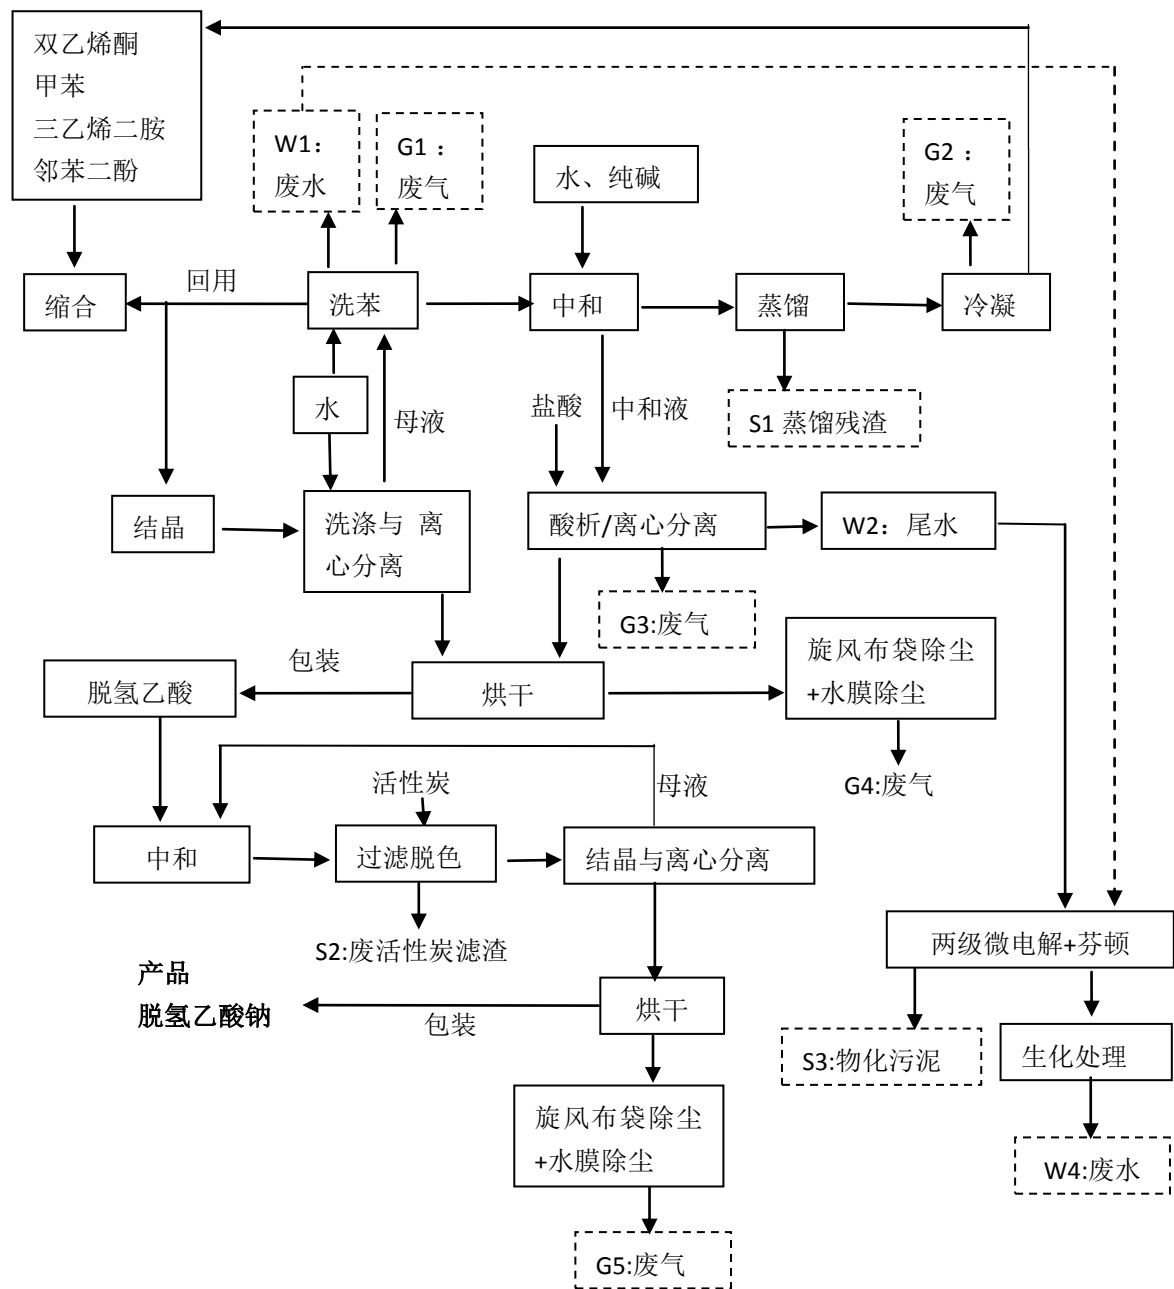 双乙烯酮
甲苯
三乙烯二胺
邻苯二酚
W1：
废水
G1：
废气
水、纯碱
G2：
废气
缩合
回用
洗苯
中和
蒸馏
冷凝
水
母液
盐酸
中和液
S1 蒸馏残渣
结晶
洗涤与 离
心分离
酸析/离心分离
W2：尾水
G3:废气
旋风布袋除尘
+水膜除尘
包装
脱氢乙酸
烘干
G4:废气
活性炭
母液
中和
过滤脱色
结晶与离心分离
S2:废活性炭滤渣
两级微电解+芬顿
产品
脱氢乙酸钠
包装
烘干
S3:物化污泥
生化处理
旋风布袋除尘
+水膜除尘
W4:废水
G5:废气